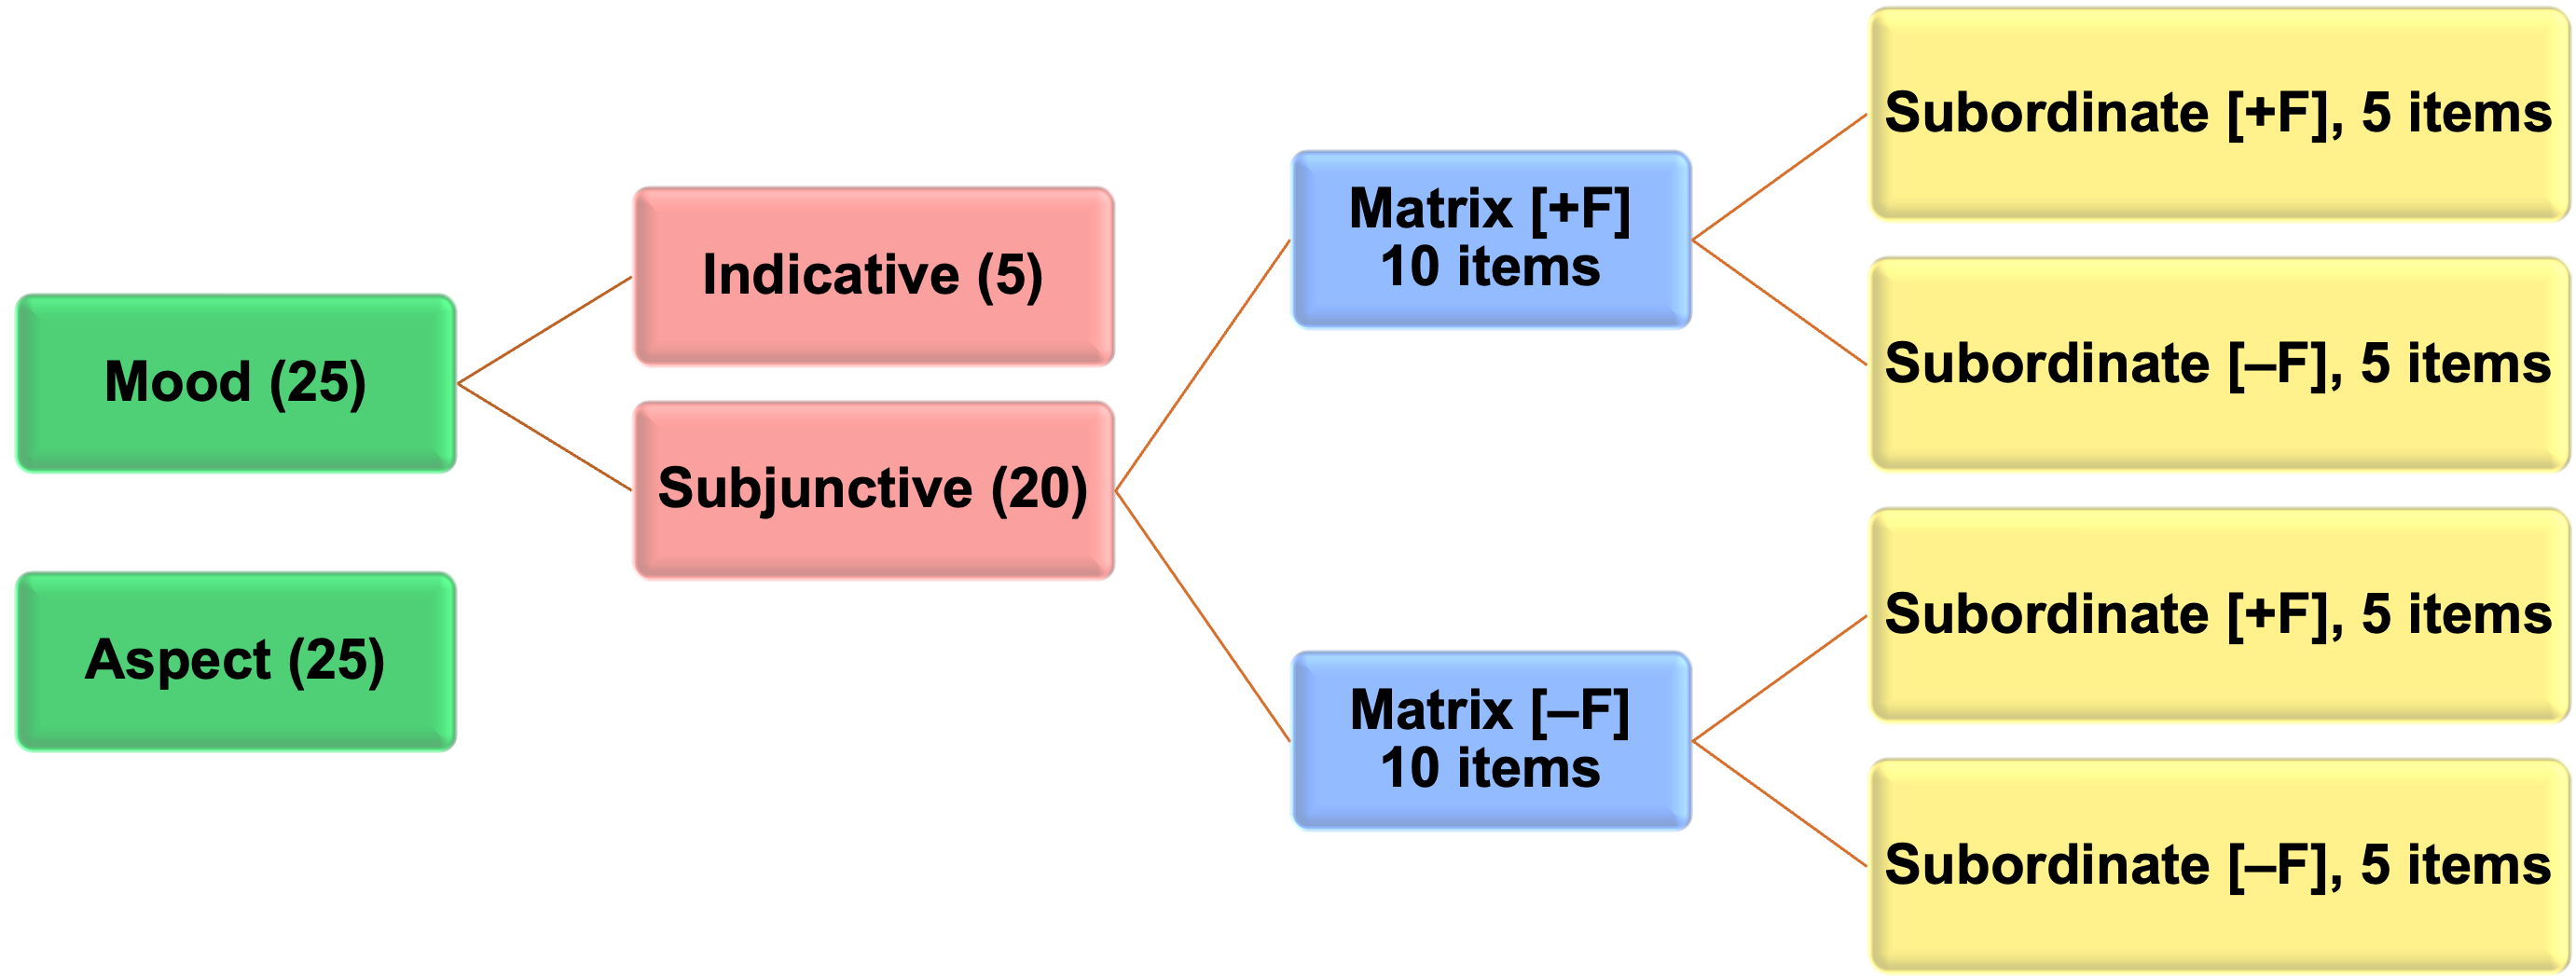 Mood (25)
Aspect (25)
Indicative (5)
Subjunctive (20)
Matrix [+F]
10 items
Matrix [–F]
10 items
Subordinate [+F], 5 items
Subordinate [–F], 5 items
Subordinate [+F], 5 items
Subordinate [–F], 5 items